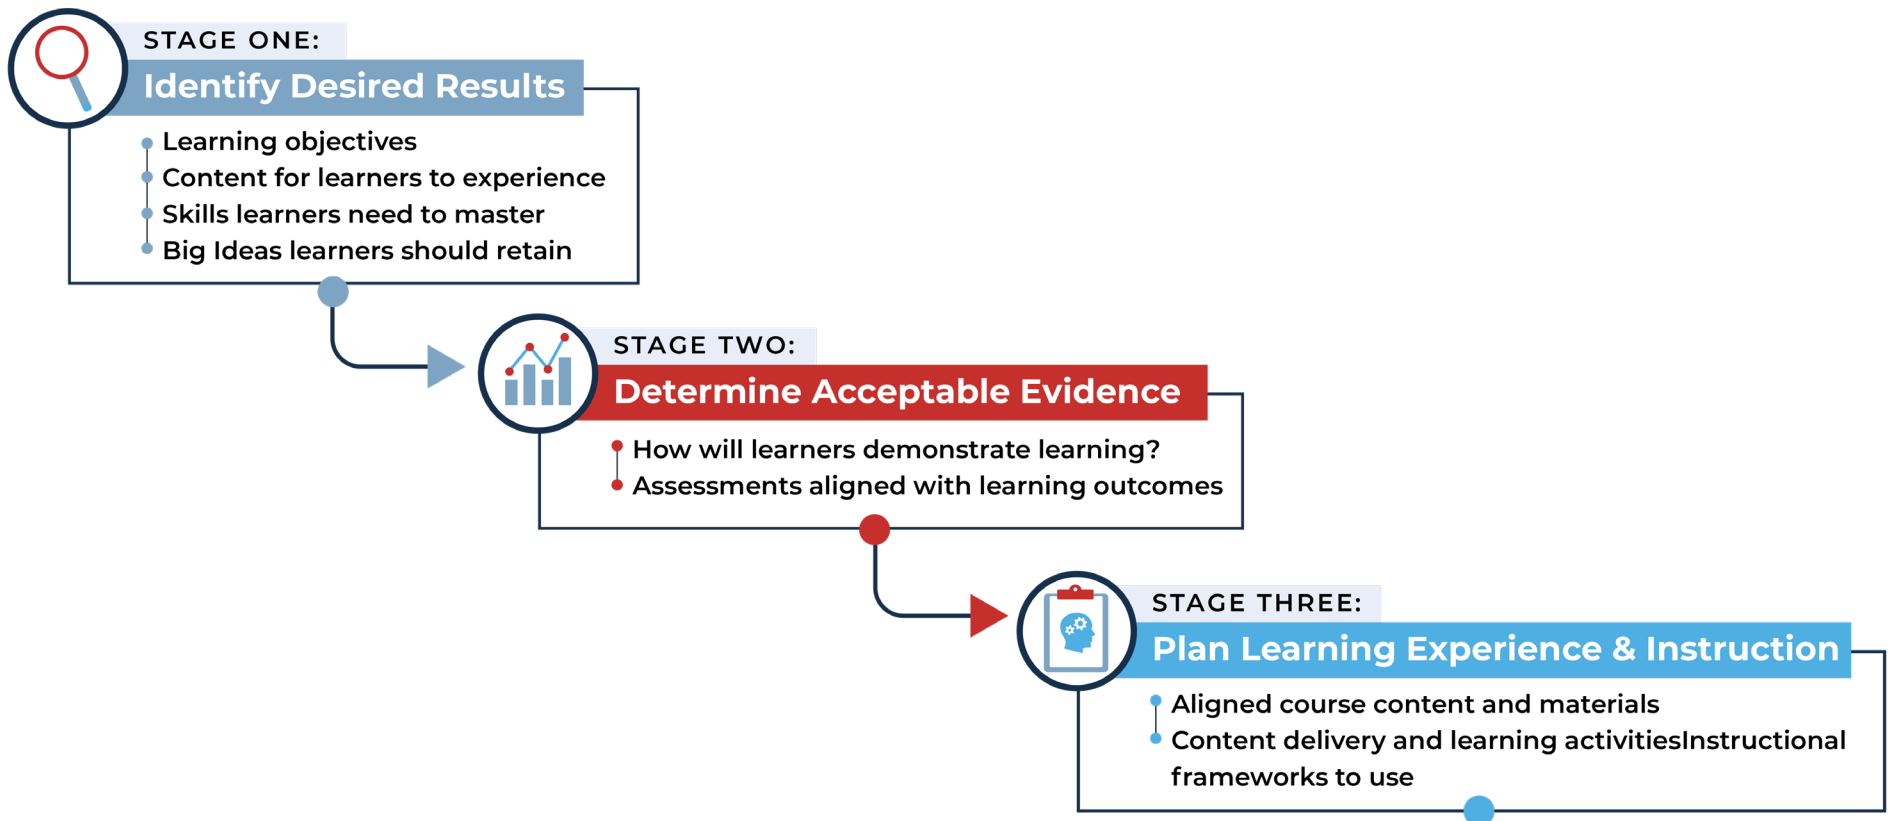 STAGE ONE:
Identify Desired Results
Learning objectives
Content for learners to experience
Skills learners need to master
Big Ideas learners should retain
STAGE TWO:
Determine Acceptable Evidence
How will learners demonstrate learning?
Assessments aligned with learning outcomes
STAGE THREE:
Plan Learning Experience & Instruction
Aligned course content and materials
Content delivery and learning activitiesInstructional
frameworks to use